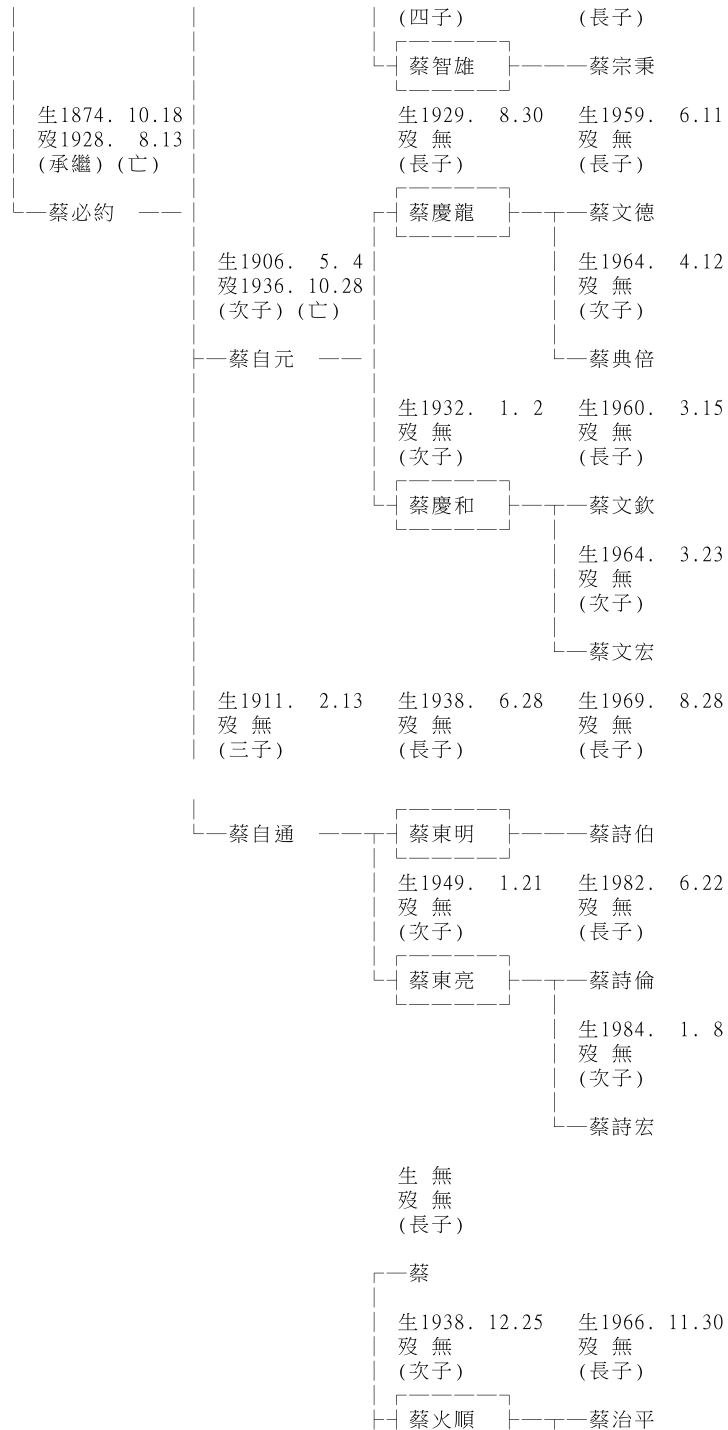 (四子) (長子)
蔡智雄 蔡宗秉
生1874. 10.18 生1929. 8.30 生1959. 6.11
歿1928. 8.13 歿 無 歿 無
(承繼) (亡) (長子) (長子)
蔡必約 蔡慶龍 蔡文德
生1906. 5. 4 生1964. 4.12
歿1936. 10.28 歿 無
(次子) (亡) (次子)
蔡自元 蔡典倍
生1932. 1. 2 生1960. 3.15
歿 無 歿 無
(次子) (長子)
蔡慶和 蔡文欽
生1964. 3.23
歿 無
(次子)
蔡文宏
生1911. 2.13 生1938. 6.28 生1969. 8.28
歿 無 歿 無 歿 無
(三子) (長子) (長子)
蔡自通 蔡東明 蔡詩伯
生1949. 1.21 生1982. 6.22
歿 無 歿 無
(次子) (長子)
蔡東亮 蔡詩倫
生1984. 1. 8
歿 無
(次子)
蔡詩宏
生 無
歿 無
(長子)
蔡
生1938. 12.25 生1966. 11.30
歿 無 歿 無
(次子) (長子)
蔡火順 蔡治平